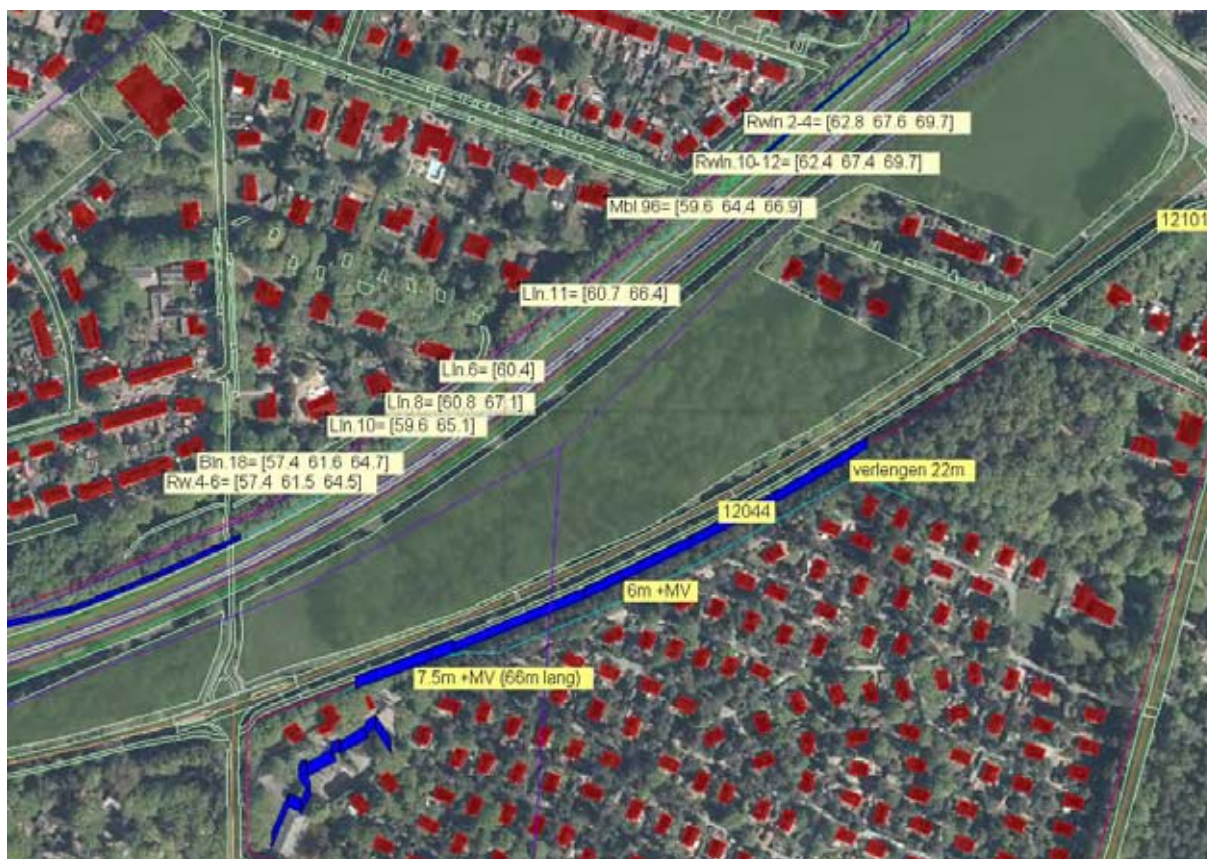 Rwln 2-4= [62.8 67.6 69.7]
Rwln.10-12= [62.4 67.4 69.7]
Mbl.96= [59.6 64.4 66.9]
12101
Lln.11= [60.7 66.4]
Lln.6= [60.4]
Lln.8= [60.8 67.1]
Lln.10= [59.6 65.1]
Bln.18= [57.4 61.6 64.7]
Rw.4-6= [57.4 61.5 64.5]
verlengen 22m
12044
6m +MV
7.5m +MV (66m lang)